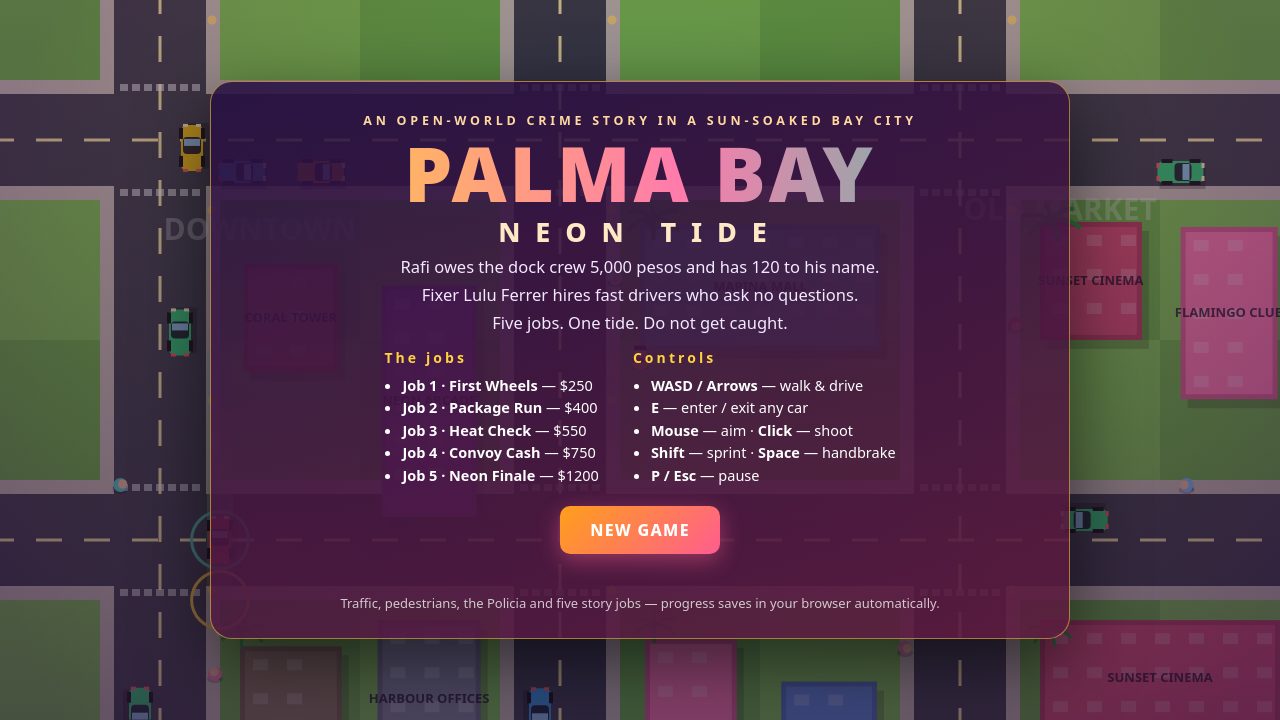 AN OPEN-WORLD CRIME STORY IN A SUN-SOAKED BAY CITY
PALMA BAY
NEON TIDE
Rafi owes the dock crew 5,000 pesos and has 120 to his name.
Fixer Lulu Ferrer hires fast drivers who ask no questions.
Five jobs. One tide. Do not get caught.
The jobs
• Job 1 · First Wheels — $250
• Job 2 · Package Run — $400
• Job 3 · Heat Check — $550
• Job 4 · Convoy Cash — $750
• Job 5 · Neon Finale — $1200
Controls
• WASD / Arrows — walk & drive
• E — enter / exit any car
• Mouse — aim · Click — shoot
• Shift — sprint · Space — handbrake
• P / Esc — pause
NEW GAME
Traffic, pedestrians, the Policia and five story jobs — progress saves in your browser automatically.
DOWNTOWN
CORAL TOWER
MARINA MALL
SUNSET CINEMA
FLAMINGO CLUB
HARBOUR OFFICES
SUNSET CINEMA